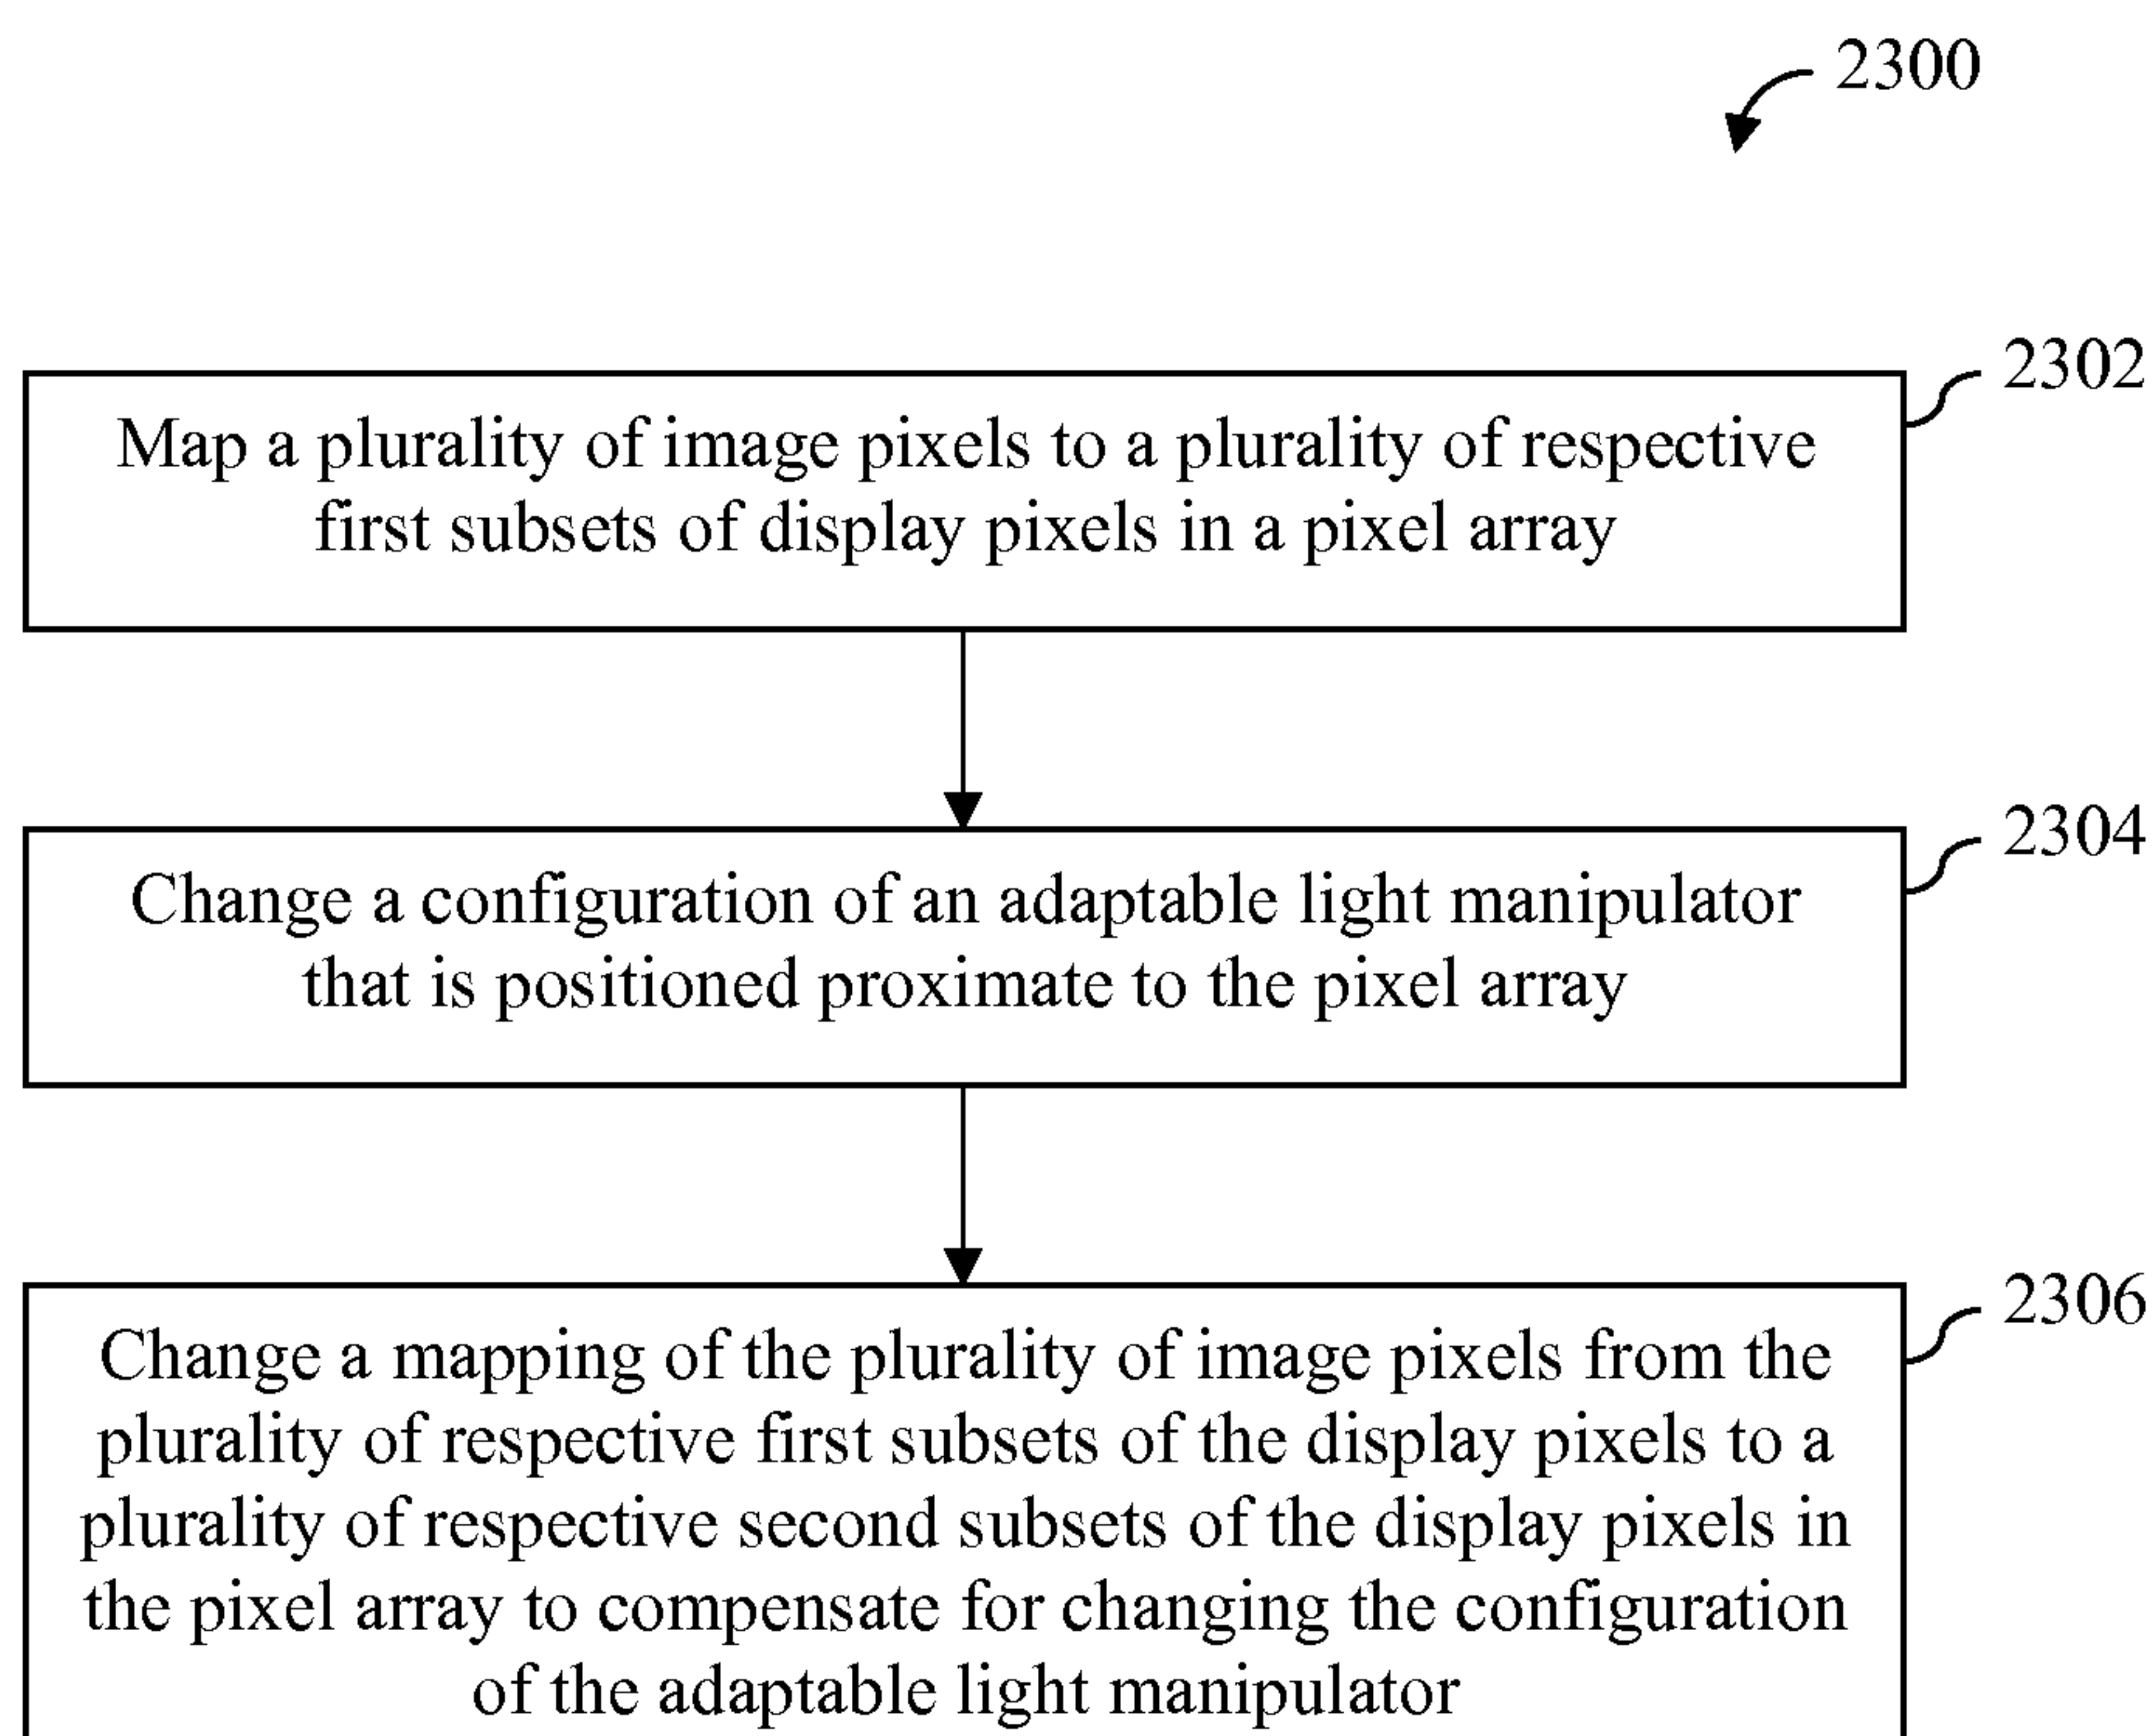 2300
2302
Map a plurality of image pixels to a plurality of respective
first subsets of display pixels in a pixel array
2304
Change a configuration of an adaptable light manipulator
that is positioned proximate to the pixel array
2306
Change a mapping of the plurality of image pixels from the
plurality of respective first subsets of the display pixels to a
plurality of respective second subsets of the display pixels in
the pixel array to compensate for changing the configuration
of the adaptable light manipulator